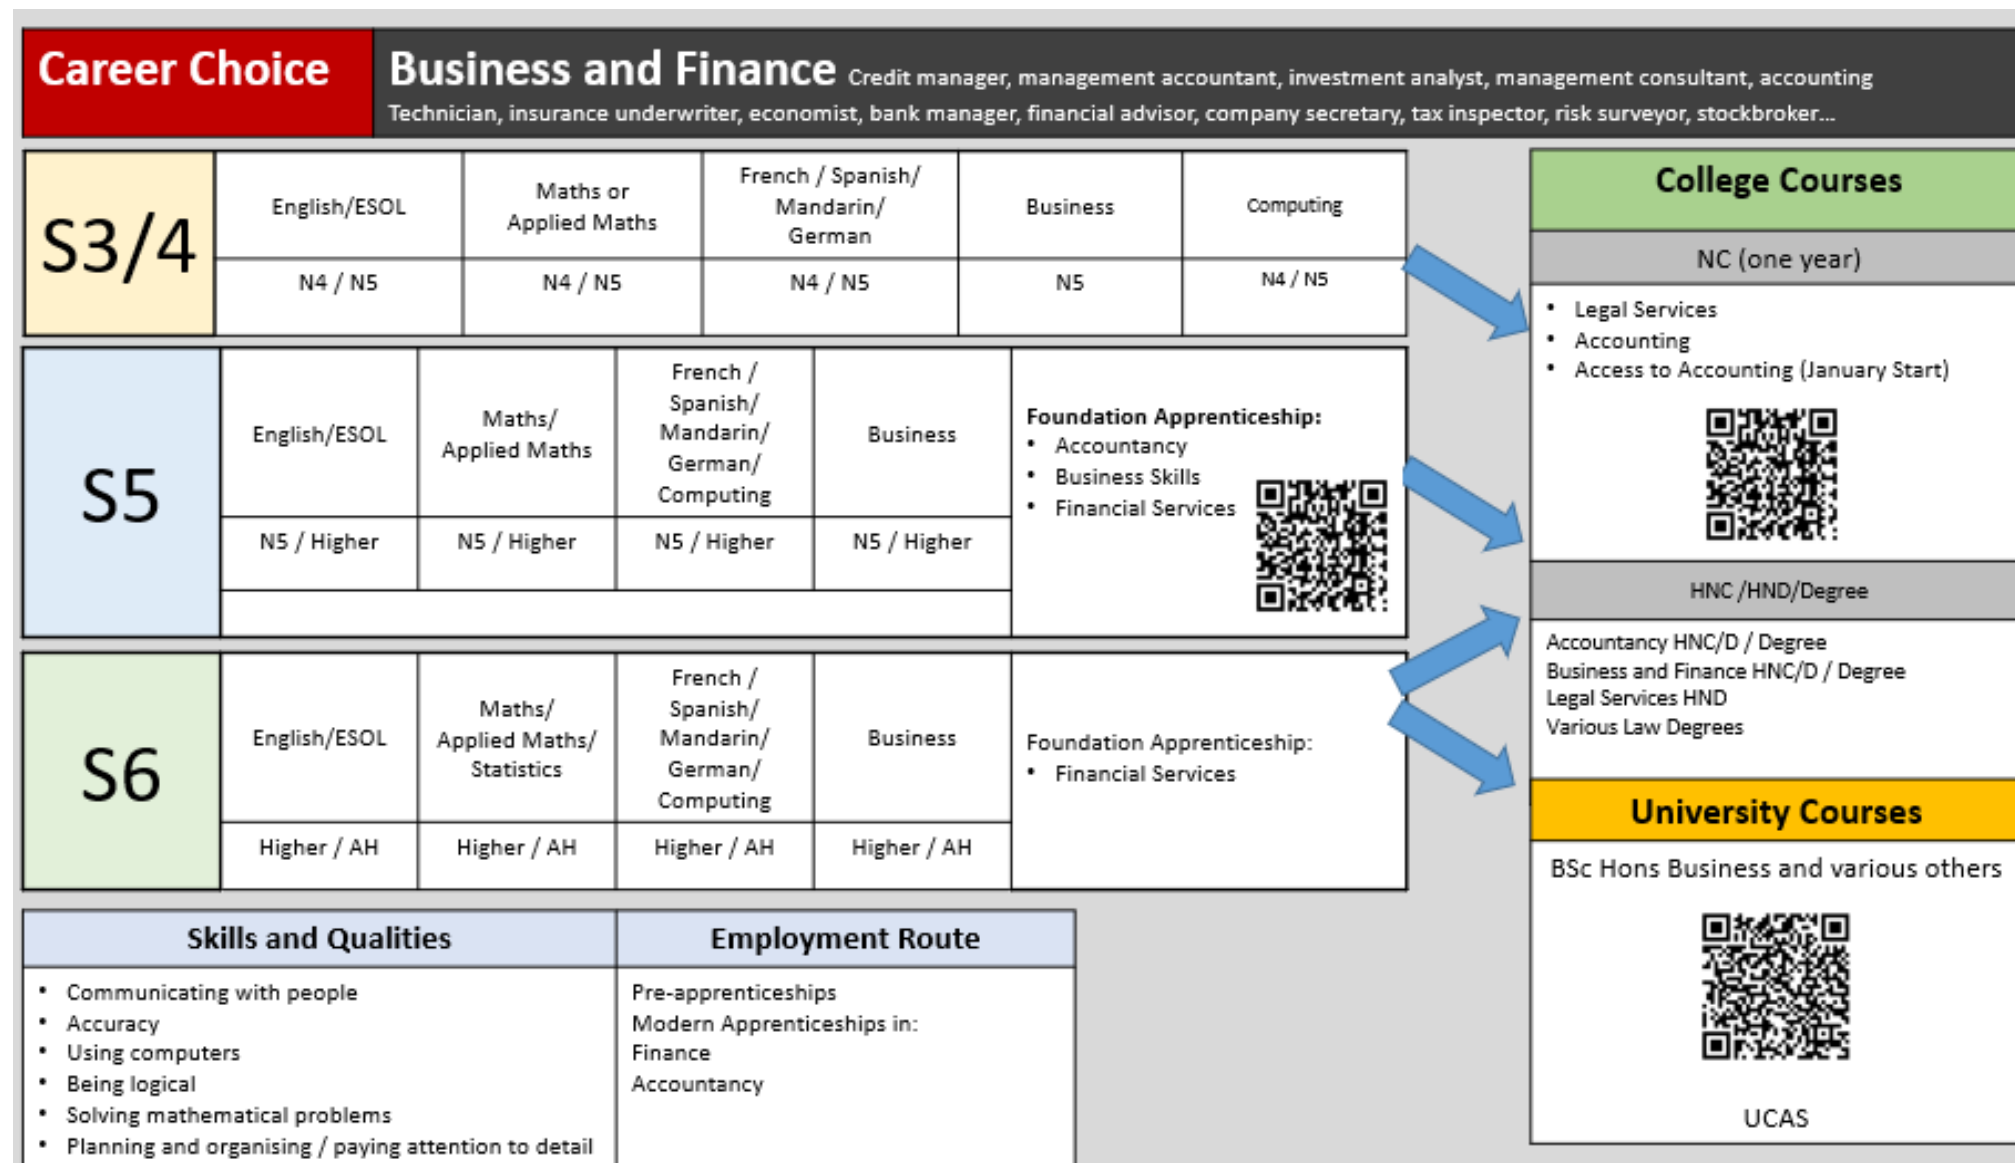 Career Choice
Business and Finance Credit manager, management accountant, investment analyst, management consultant, accounting
Technician, insurance underwriter, economist, bank manager, financial advisor, company secretary, tax inspector, risk surveyor, stockbroker...
S3/4
English/ESOL
Maths or
Applied Maths
French / Spanish/
Mandarin/
German
Business
Computing
N4 / N5
N4 / N5
N4 / N5
N5
N4 / N5
S5
English/ESOL
Maths/
Applied Maths
French /
Spanish/
Mandarin/
German/
Computing
Business
N5 / Higher
N5 / Higher
N5 / Higher
N5 / Higher
Foundation Apprenticeship:
• Accountancy
• Business Skills
• Financial Services
S6
English/ESOL
Maths/
Applied Maths/
Statistics
French /
Spanish/
Mandarin/
German/
Computing
Business
Higher / AH
Higher / AH
Higher / AH
Higher / AH
Foundation Apprenticeship:
• Financial Services
College Courses
NC (one year)
• Legal Services
• Accounting
• Access to Accounting (January Start)
HNC /HND/Degree
Accountancy HNC/D / Degree
Business and Finance HNC/D / Degree
Legal Services HND
Various Law Degrees
University Courses
BSc Hons Business and various others
UCAS
Skills and Qualities
• Communicating with people
• Accuracy
• Using computers
• Being logical
• Solving mathematical problems
• Planning and organising / paying attention to detail
Employment Route
Pre-apprenticeships
Modern Apprenticeships in:
Finance
Accountancy